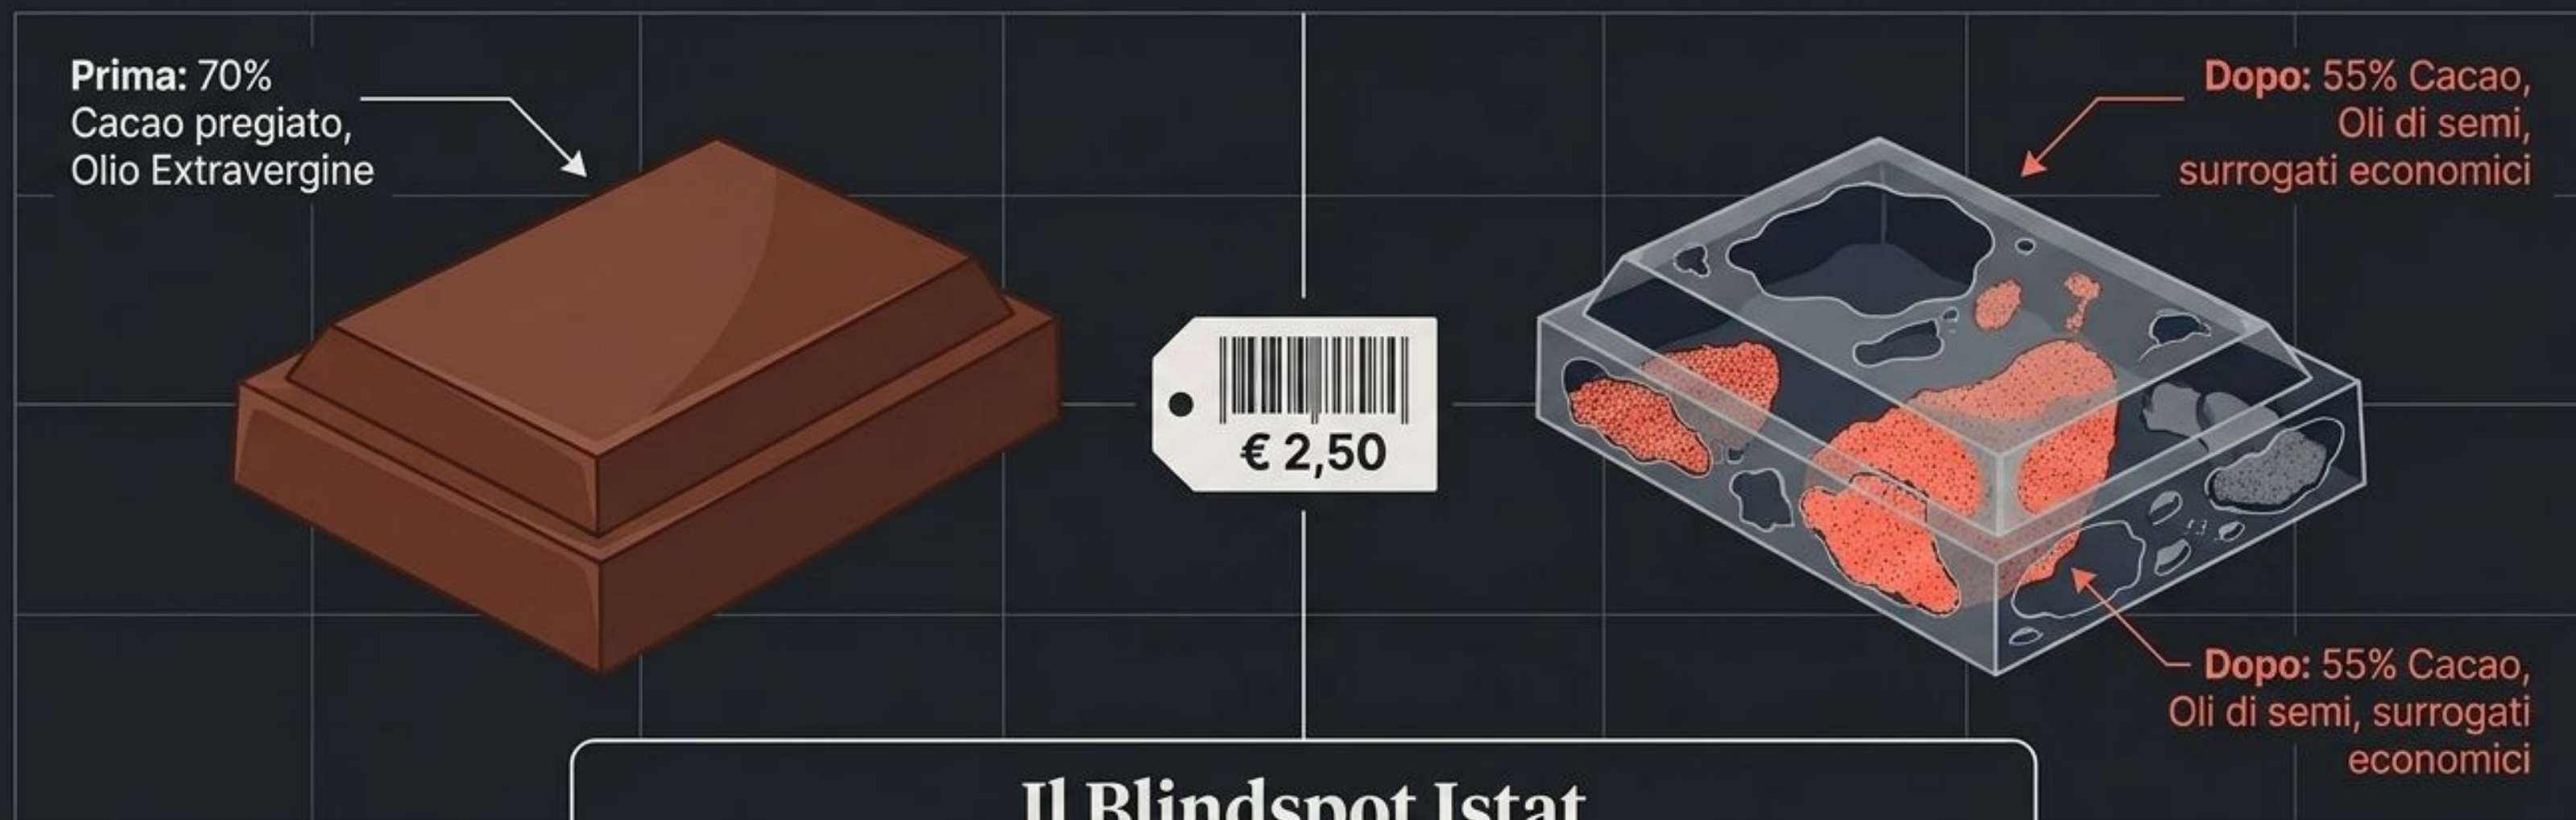 Prima: 70%
Cacao pregiato,
Olio Extravergine
Dopo: 55% Cacao,
Oli di semi,
surrogati economici
€ 2,50
Dopo: 55% Cacao,
Oli di semi, surrogati
economici
Il Blindspot Istat